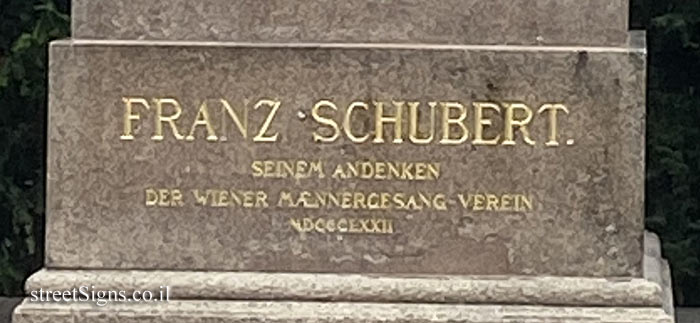 FRANZ · SCHUBERT.
SEINEM ANDENKEN
DER WIENER MÆNNERGESANG-VEREIN
MDCCCLXXII
streetSigns.co.il